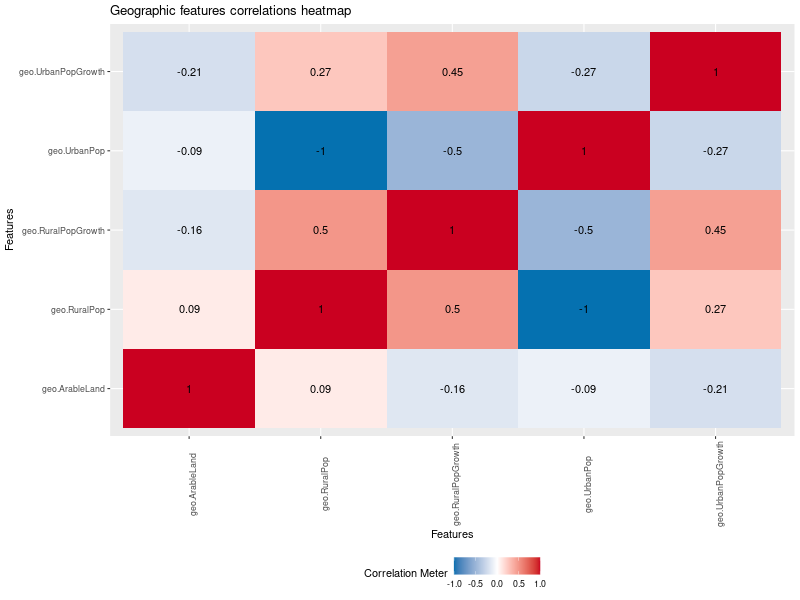 Geographic features correlations heatmap
Features
geo.UrbanPopGrowth
-0.21 0.27 0.45 -0.27 1
geo.UrbanPop
-0.09 -1 -0.5 1 -0.27
geo.RuralPopGrowth
-0.16 0.5 1 -0.5 0.45
geo.RuralPop
0.09 1 0.5 -1 0.27
geo.ArableLand
1 0.09 -0.16 -0.09 -0.21
geo.ArableLand
geo.RuralPop
geo.RuralPopGrowth
geo.UrbanPop
geo.UrbanPopGrowth
Features
Correlation Meter
-1.0 -0.5 0.0 0.5 1.0